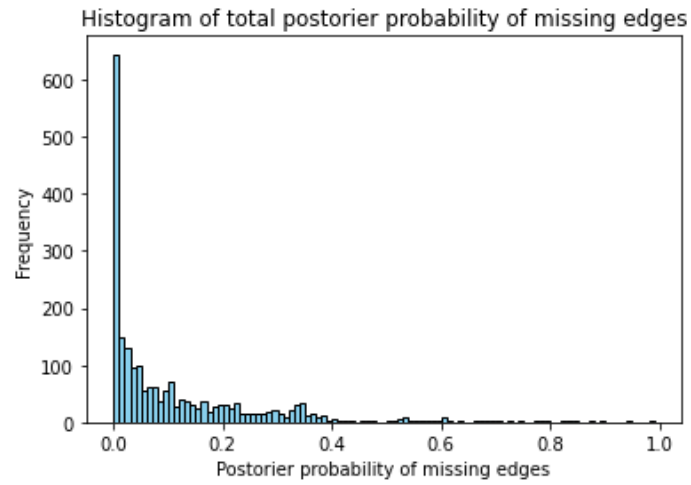 Histogram of total postorier probability of missing edges
Frequency
600
500
400
300
200
100
0
0.0 0.2 0.4 0.6 0.8 1.0
Postorier probability of missing edges